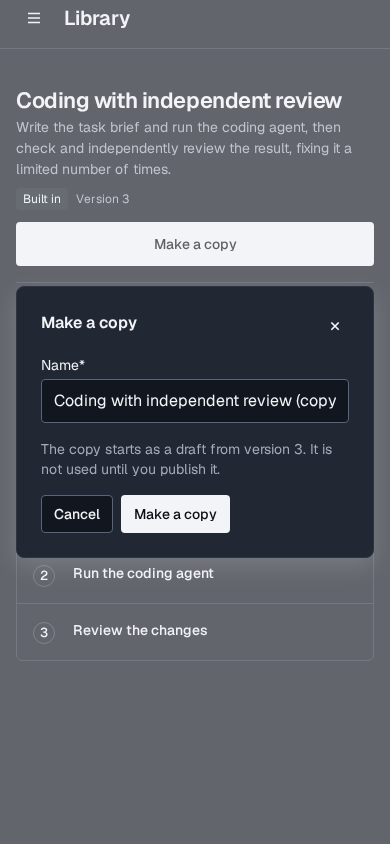 Library
Coding with independent review
Write the task brief and run the coding agent, then
check and independently review the result, fixing it a
limited number of times.
Built in Version 3
Make a copy
Make a copy
×
Name*
Coding with independent review (copy
The copy starts as a draft from version 3. It is
not used until you publish it.
Cancel Make a copy
2 Run the coding agent
3 Review the changes